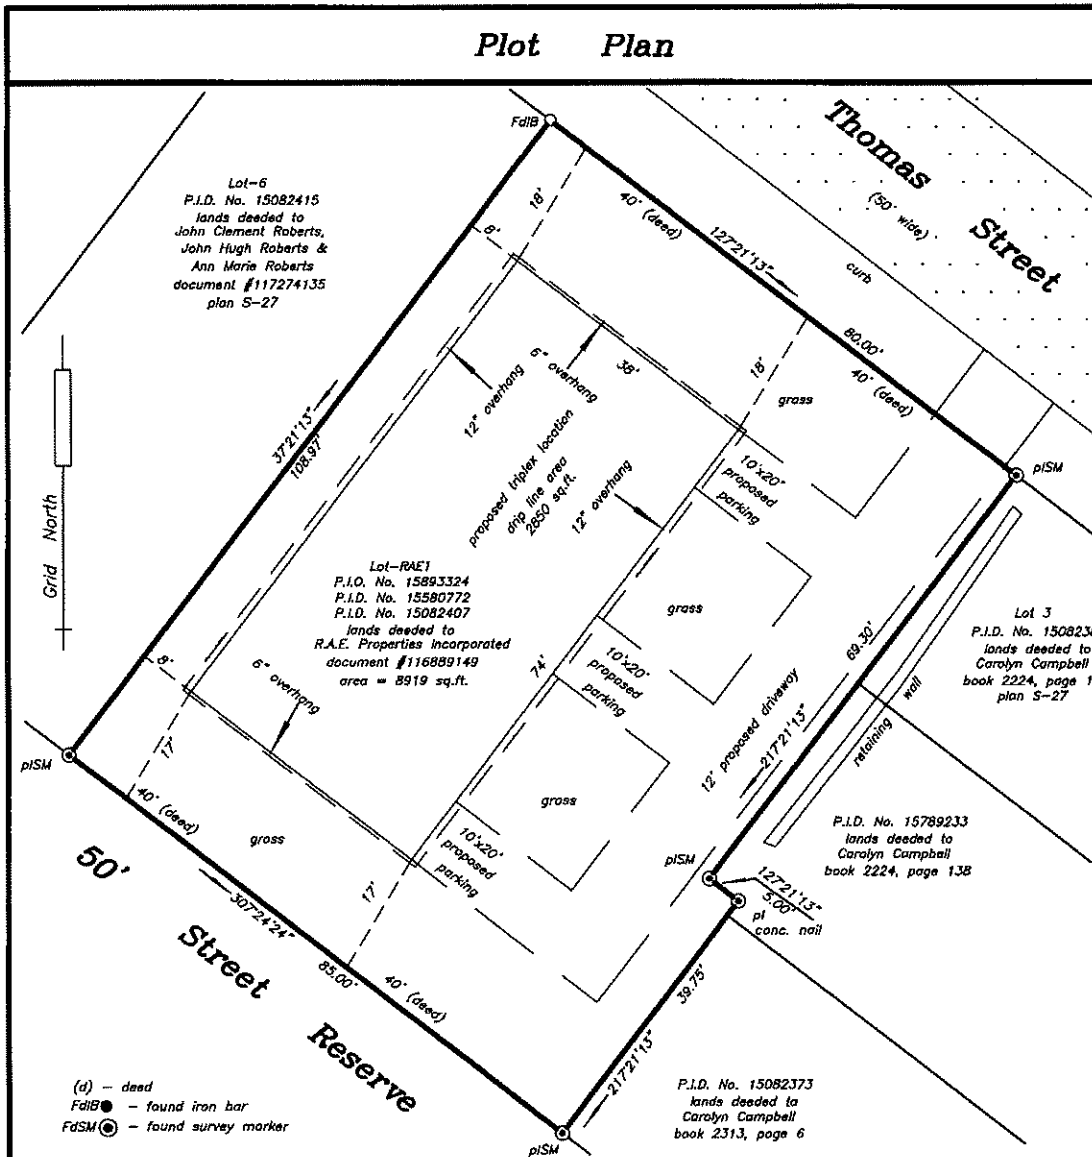 Plot Plan
FdIB
Thomas Street
(50' wide)
curb
Lot-6
P.I.D. No. 15082415
lands deeded to
John Clement Roberts,
John Hugh Roberts &
Ann Marie Roberts
document #117274135
plan S-27
18'
40' (deed)
127°21'13"
80.00'
40' (deed)
8'
18'
6" overhang
38'
12" overhang
grass
plSM
37°21'13"
108.97'
proposed triplex location
drip line area
2850 sq.ft.
12" overhang
10'x20'
proposed
parking
Grid North
Lot-RAE1
P.I.D. No. 15893324
P.I.D. No. 15580772
P.I.D. No. 15082407
lands deeded to
R.A.E. Properties Incorporated
document #116889149
area = 8919 sq.ft.
grass
69.30'
Lot 3
lands deeded to
Carolyn Campbell
book 2224, page
plan S-27
8'
6" overhang
74'
10'x20'
proposed
parking
12' proposed driveway
217°21'13"
retaining wall
plSM
17'
40' (deed)
grass
grass
P.I.D. No. 15789233
lands deeded to
Carolyn Campbell
book 2224, page 138
10'x20'
proposed
parking
plSM
127°21'13"
5.00'
pl
conc. nail
17'
50'
Street
Reserve
307°24'24"
85.00'
40' (deed)
39.75'
217°21'13"
(d) - deed
FdIB - found iron bar
FdSM - found survey marker
plSM
P.I.D. No. 15082373
lands deeded to
Carolyn Campbell
book 2313, page 6